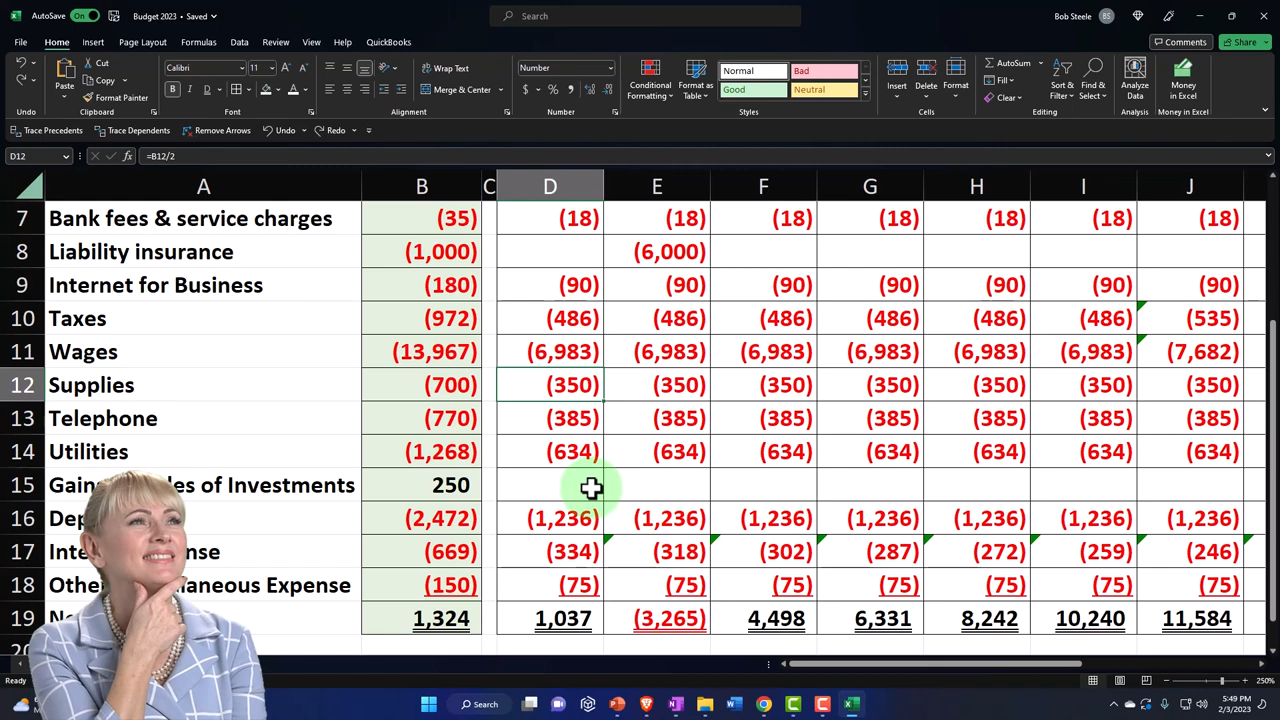 AutoSave On Budget 2023 • Saved Search Bob Steele BS
File Home Insert Page Layout Formulas Data Review View Help QuickBooks Comments Share
Cut Calibri 11 Wrap Text Number Normal Bad AutoSum
Paste Copy Conditional Formatting Format as Table Insert Delete Format Fill Sort & Filter Find & Select Analyze Data Money in Excel
Format Painter B I D Merge & Center $ % Good Neutral Clear
Undo Clipboard Font Alignment Number Styles Cells Editing Analysis Money in Excel
Trace Precedents Trace Dependents Remove Arrows Undo Redo
D12 fx =B12/2
A B C D E F G H I J
7 Bank fees & service charges (35) (18) (18) (18) (18) (18) (18) (18)
8 Liability insurance (1,000) (6,000)
9 Internet for Business (180) (90) (90) (90) (90) (90) (90) (90)
10 Taxes (972) (486) (486) (486) (486) (486) (486) (535)
11 Wages (13,967) (6,983) (6,983) (6,983) (6,983) (6,983) (6,983) (7,682)
12 Supplies (700) (350) (350) (350) (350) (350) (350) (350)
13 Telephone (770) (385) (385) (385) (385) (385) (385) (385)
14 Utilities (1,268) (634) (634) (634) (634) (634) (634) (634)
15 of Investments 250
16 (2,472) (1,236) (1,236) (1,236) (1,236) (1,236) (1,236) (1,236)
17 (669) (334) (318) (302) (287) (272) (259) (246)
18 Expense (150) (75) (75) (75) (75) (75) (75) (75)
19 1,324 1,037 (3,265) 4,498 6,331 8,242 10,240 11,584
20
Ready 250%
Search 5:49 PM
2/3/2023